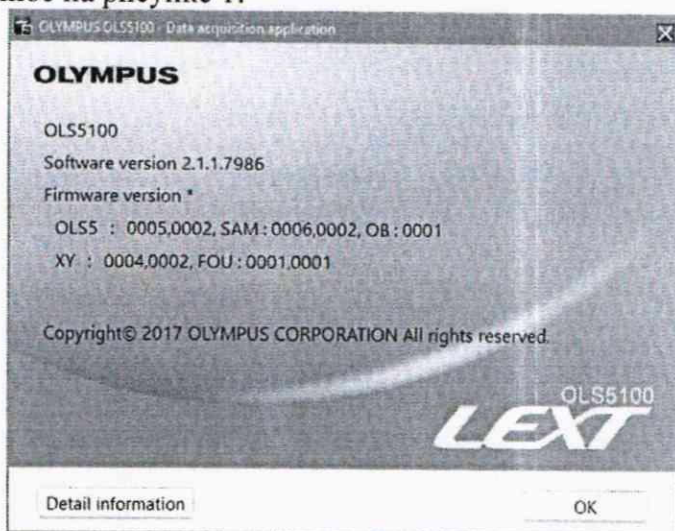 на рисунке 1.
OLYMPUS OLS5100 - Data acquisition application
OLYMPUS
OLS5100
Software version 2.1.1.7986
Firmware version *
OLS5 : 0005,0002, SAM : 0006,0002, OB : 0001
XY : 0004,0002, FOU : 0001,0001
Copyright© 2017 OLYMPUS CORPORATION All rights reserved.
OLS5100
LEXT
Detail information
OK